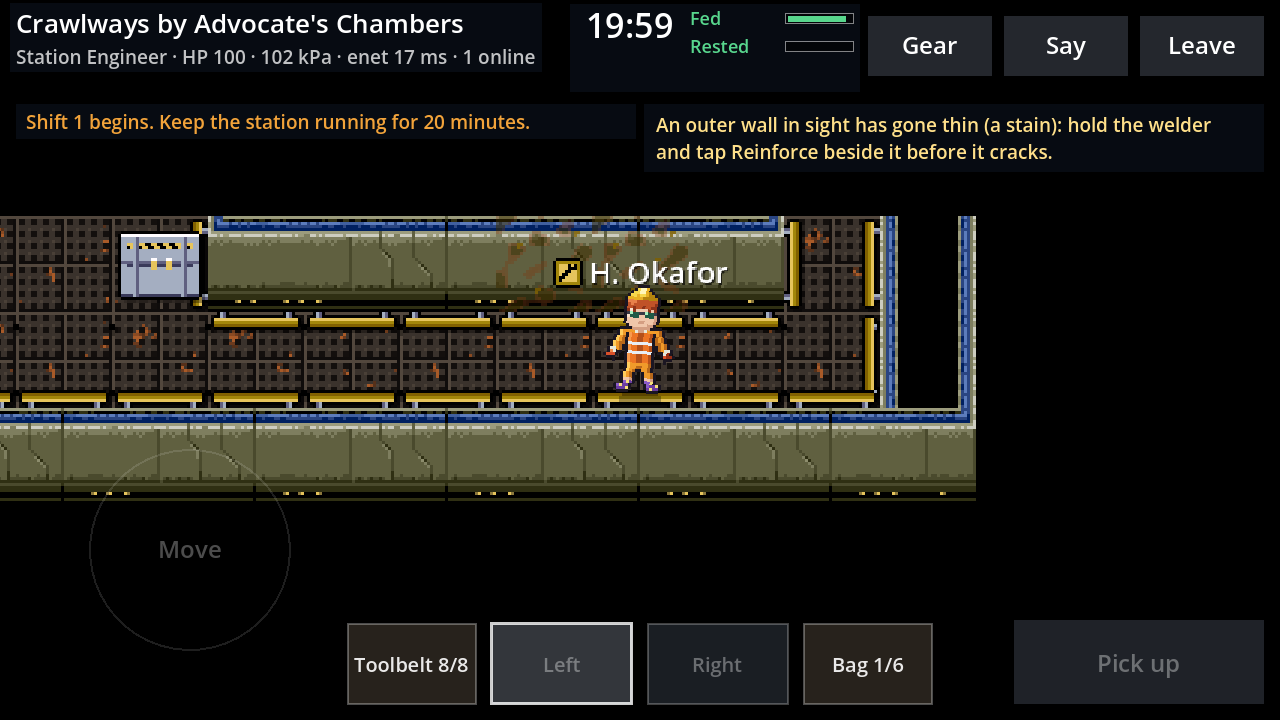 Crawlways by Advocate's Chambers
Station Engineer · HP 100 · 102 kPa · enet 17 ms · 1 online
19:59
Fed
Rested
Gear
Say
Leave
Shift 1 begins. Keep the station running for 20 minutes.
An outer wall in sight has gone thin (a stain): hold the welder
and tap Reinforce beside it before it cracks.
H. Okafor
Move
Toolbelt 8/8
Left
Right
Bag 1/6
Pick up